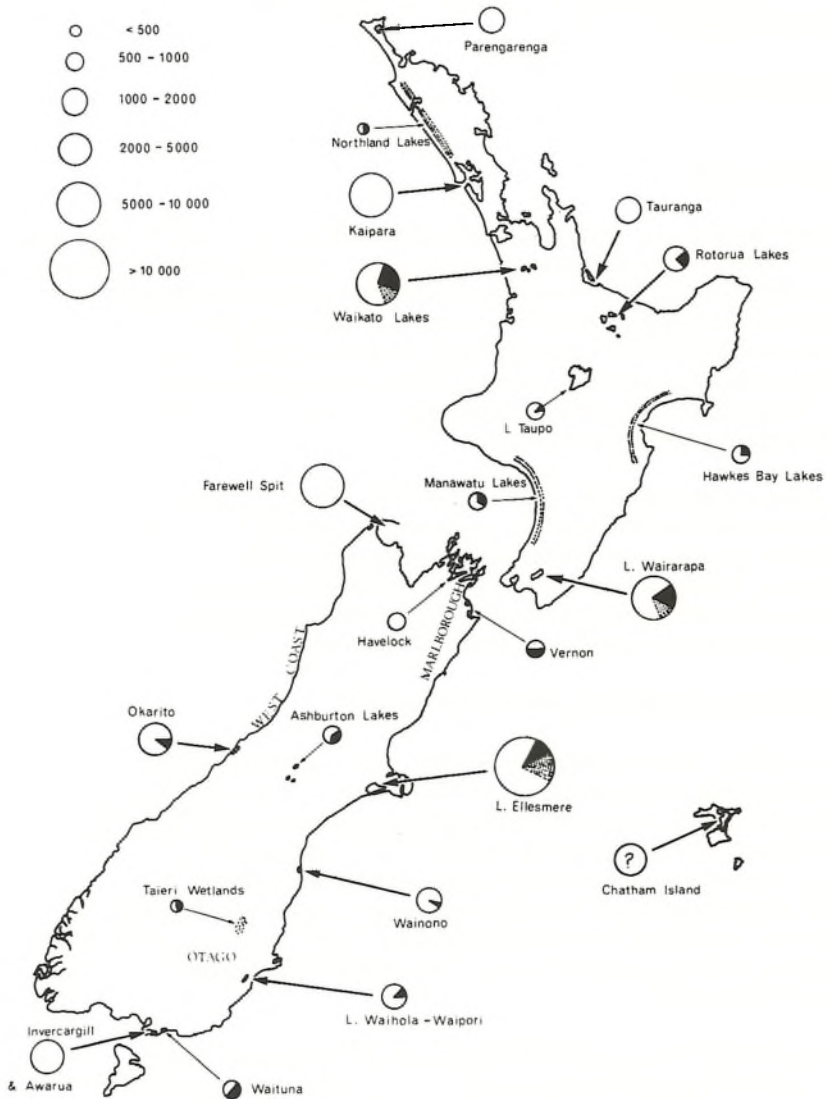 < 500
500 - 1000
1000 - 2000
2000 - 5000
5000 - 10 000
> 10 000
Parengarenga
Northland Lakes
Kaipara
Tauranga
Rotorua Lakes
Waikato Lakes
L Taupo
Hawkes Bay Lakes
Manawatu Lakes
Farewell Spit
L. Wairarapa
Havelock
MARLBOROUGH
Vernon
WEST COAST
Okarito
Ashburton Lakes
L. Ellesmere
?
Chatham Island
Taieri Wetlands
Wainono
OTAGO
L. Waihola - Waipori
Invercargill
& Awarua
Waituna